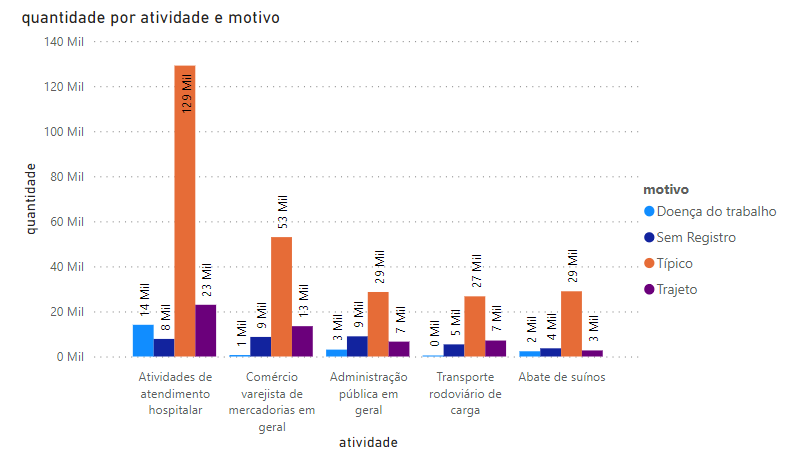 quantidade por atividade e motivo
quantidade
140 Mil
120 Mil
100 Mil
80 Mil
60 Mil
40 Mil
20 Mil
0 Mil
14 Mil
8 Mil
129 Mil
23 Mil
1 Mil
9 Mil
53 Mil
13 Mil
3 Mil
9 Mil
29 Mil
7 Mil
0 Mil
5 Mil
27 Mil
7 Mil
2 Mil
4 Mil
29 Mil
3 Mil
Atividades de
atendimento
hospitalar
Comércio
varejista de
mercadorias em
geral
Administração
pública em
geral
Transporte
rodoviário de
carga
Abate de suínos
atividade
motivo
Doença do trabalho
Sem Registro
Típico
Trajeto